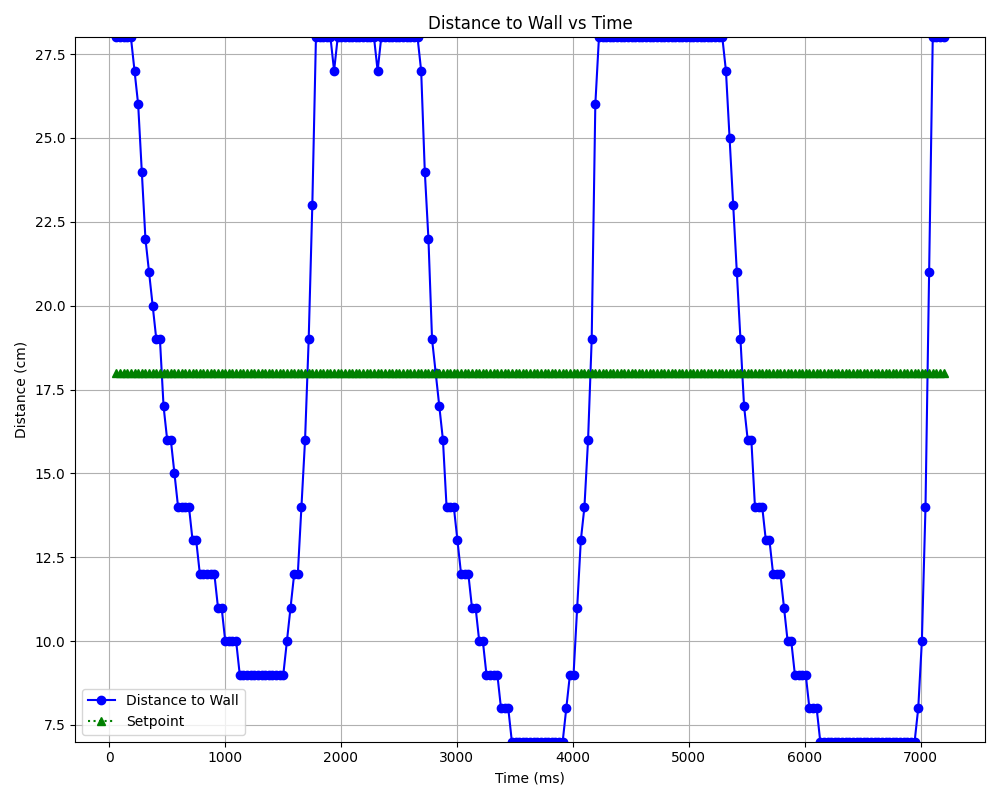 Distance to Wall vs Time
Distance (cm)
27.5
25.0
22.5
20.0
17.5
15.0
12.5
10.0
7.5
Distance to Wall
Setpoint
0 1000 2000 3000 4000 5000 6000 7000
Time (ms)